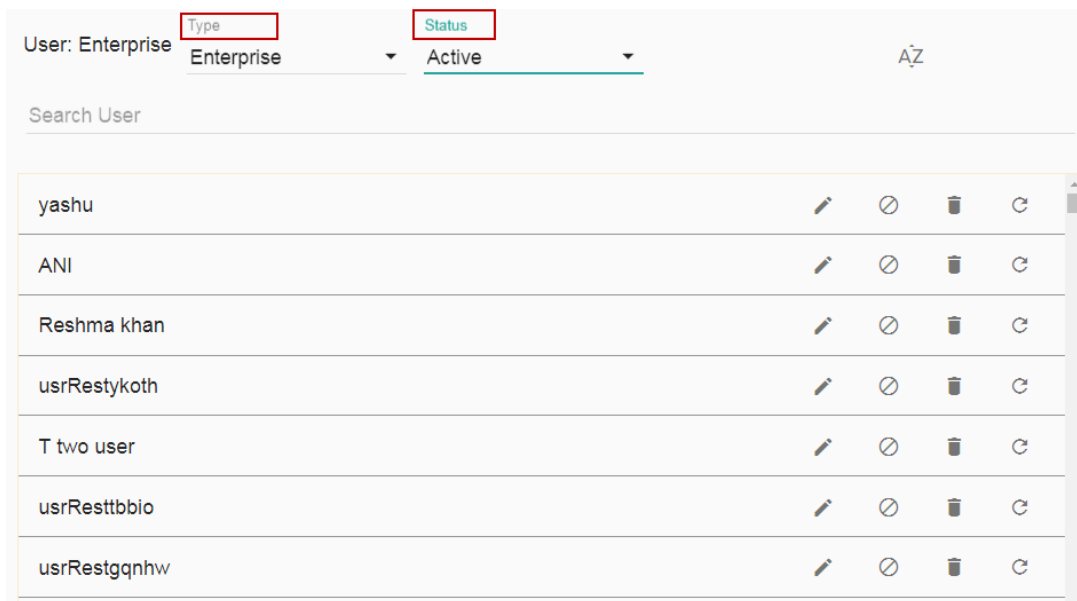 Type Status
User: Enterprise Enterprise Active AZ
Search User
yashu
ANI
Reshma khan
usrRestykoth
T two user
usrResttbbio
usrRestgqnhw